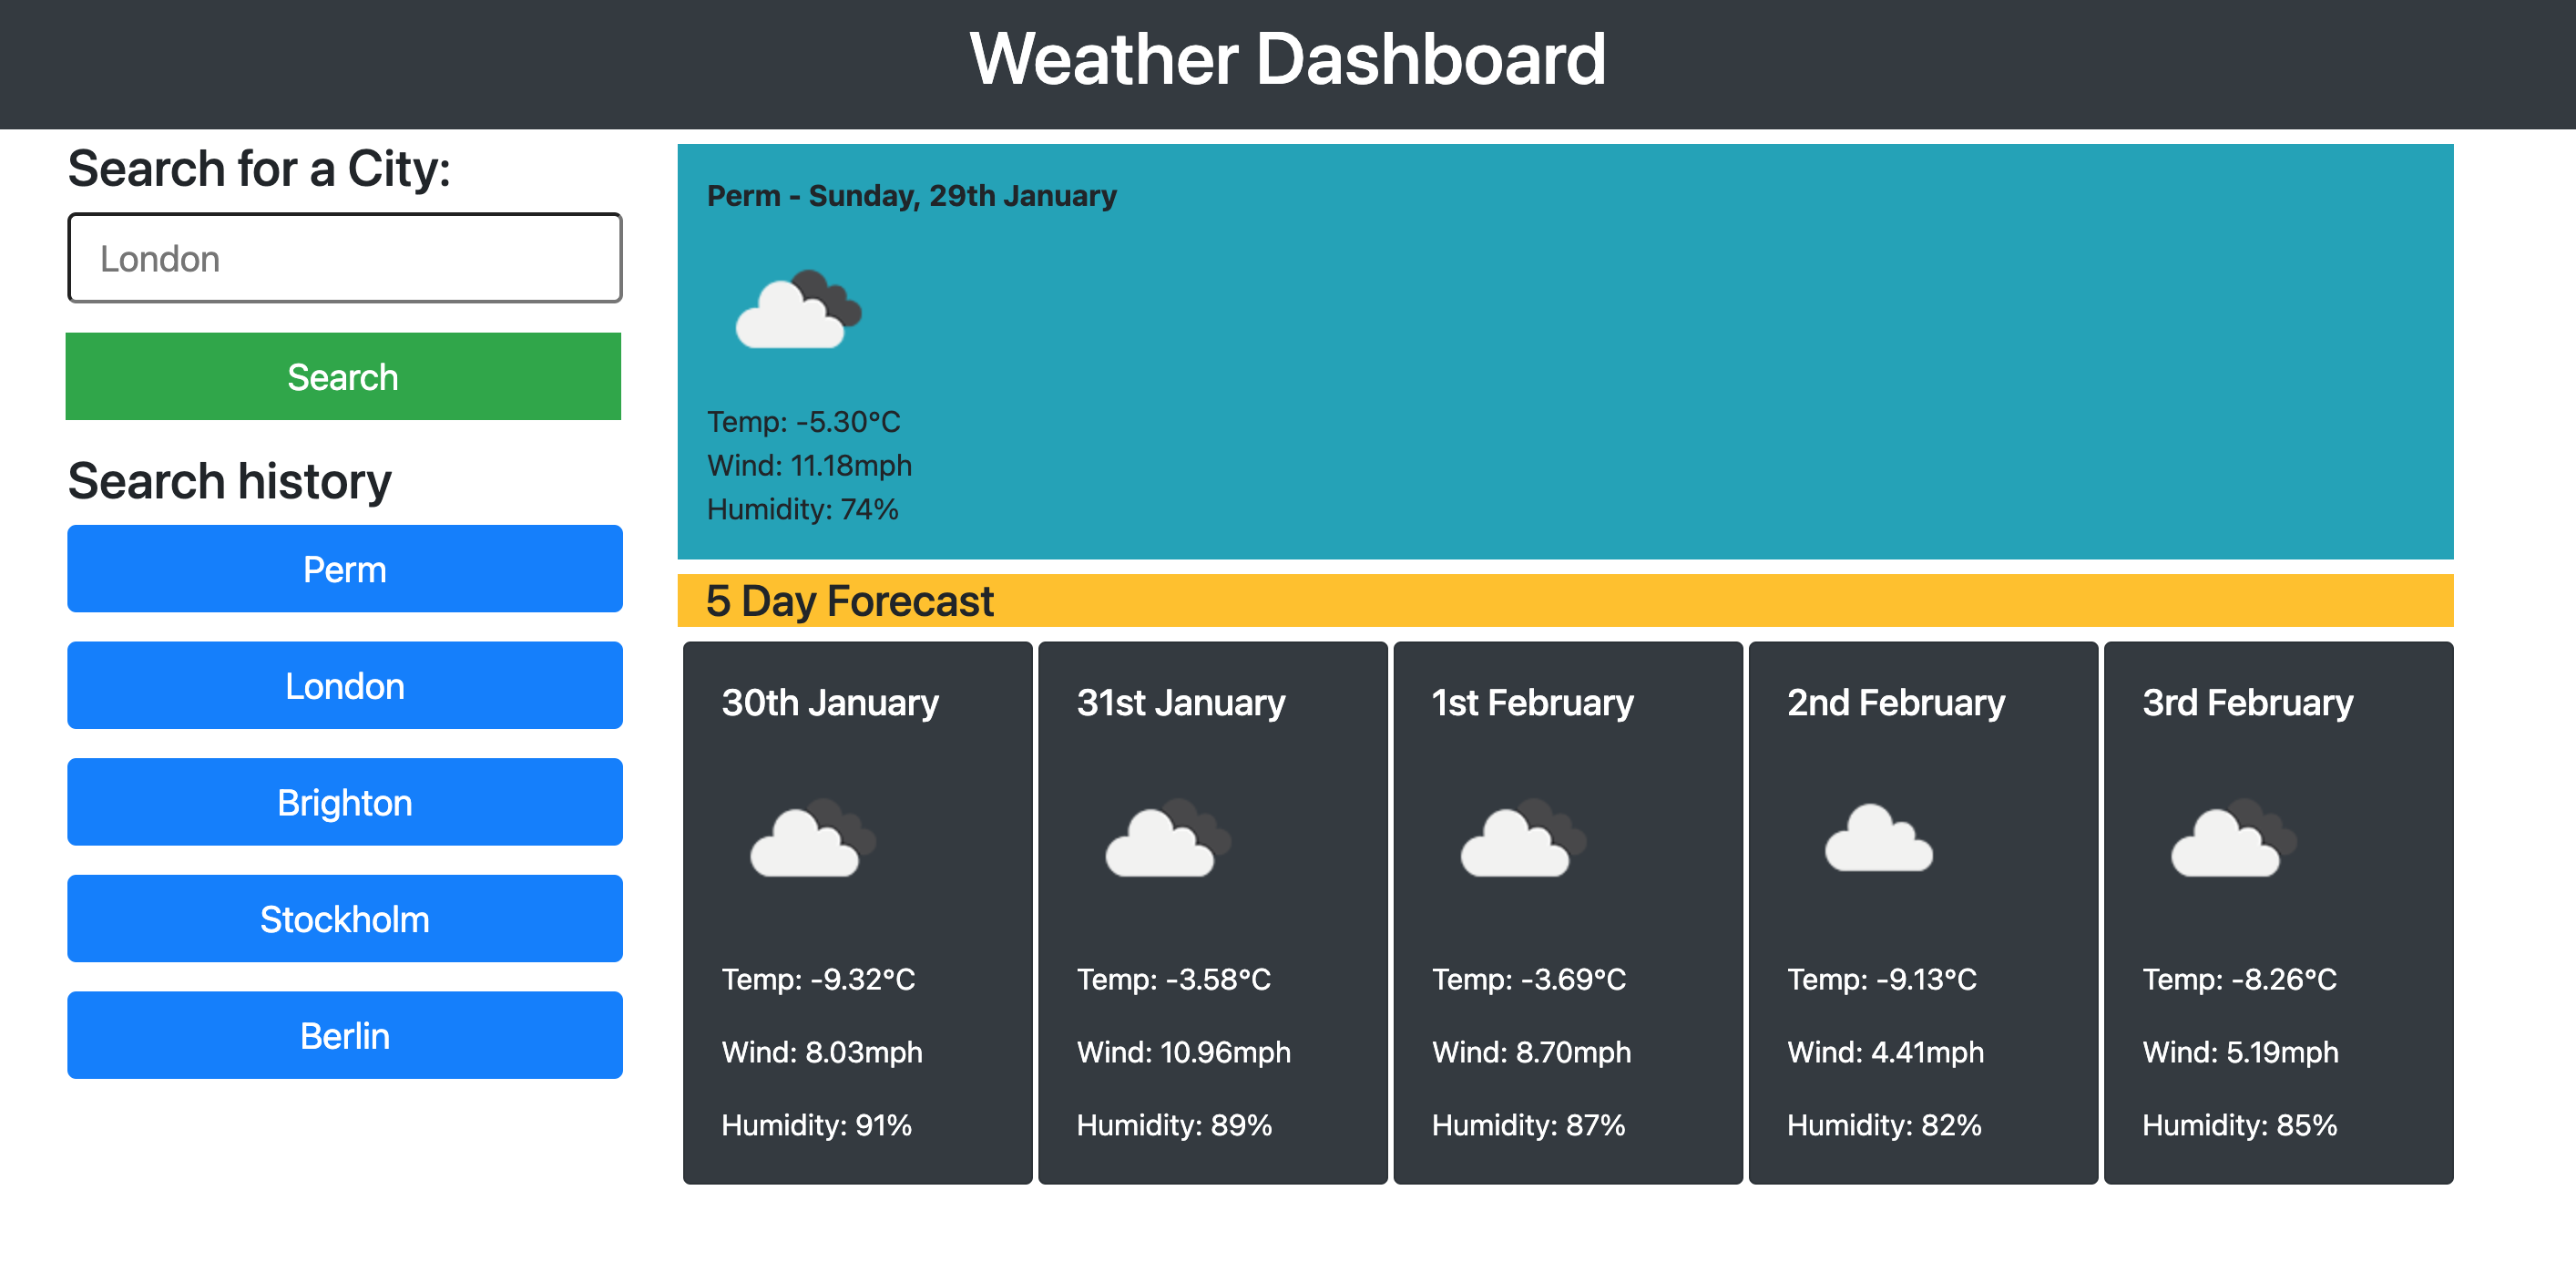 Weather Dashboard
Search for a City:
London
Search
Search history
Perm
London
Brighton
Stockholm
Berlin
Perm - Sunday, 29th January
Temp: -5.30°C
Wind: 11.18mph
Humidity: 74%
5 Day Forecast
30th January
Temp: -9.32°C
Wind: 8.03mph
Humidity: 91%
31st January
Temp: -3.58°C
Wind: 10.96mph
Humidity: 89%
1st February
Temp: -3.69°C
Wind: 8.70mph
Humidity: 87%
2nd February
Temp: -9.13°C
Wind: 4.41mph
Humidity: 82%
3rd February
Temp: -8.26°C
Wind: 5.19mph
Humidity: 85%